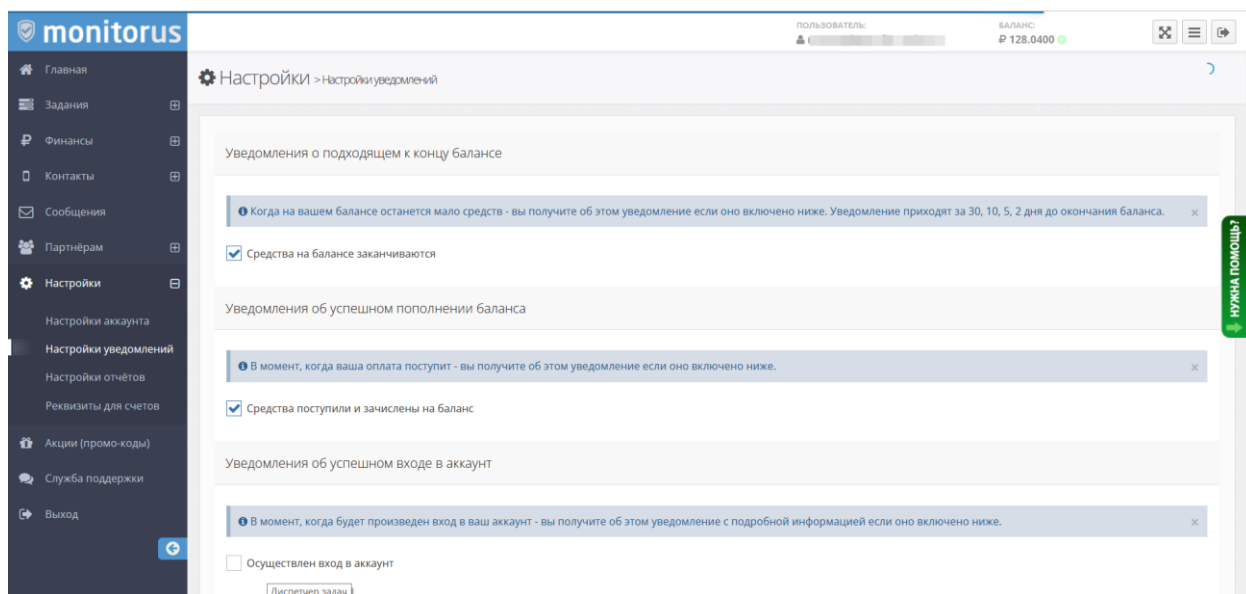 monitorus
ПОЛЬЗОВАТЕЛЬ:
БАЛАНС:
₽ 128.0400
Главная
Задания
Финансы
Контакты
Сообщения
Партнёрам
Настройки
Настройки аккаунта
Настройки уведомлений
Настройки отчётов
Реквизиты для счетов
Акции (промо-коды)
Служба поддержки
Выход
Настройки > Настройки уведомлений
Уведомления о подходящем к концу балансе
Когда на вашем балансе останется мало средств - вы получите об этом уведомление если оно включено ниже. Уведомление приходят за 30, 10, 5, 2 дня до окончания баланса. ×
Средства на балансе заканчиваются
Уведомления об успешном пополнении баланса
В момент, когда ваша оплата поступит - вы получите об этом уведомление если оно включено ниже. ×
Средства поступили и зачислены на баланс
Уведомления об успешном входе в аккаунт
В момент, когда будет произведен вход в ваш аккаунт - вы получите об этом уведомление с подробной информацией если оно включено ниже. ×
Осуществлен вход в аккаунт
Диспетчер задач
НУЖНА ПОМОЩЬ?